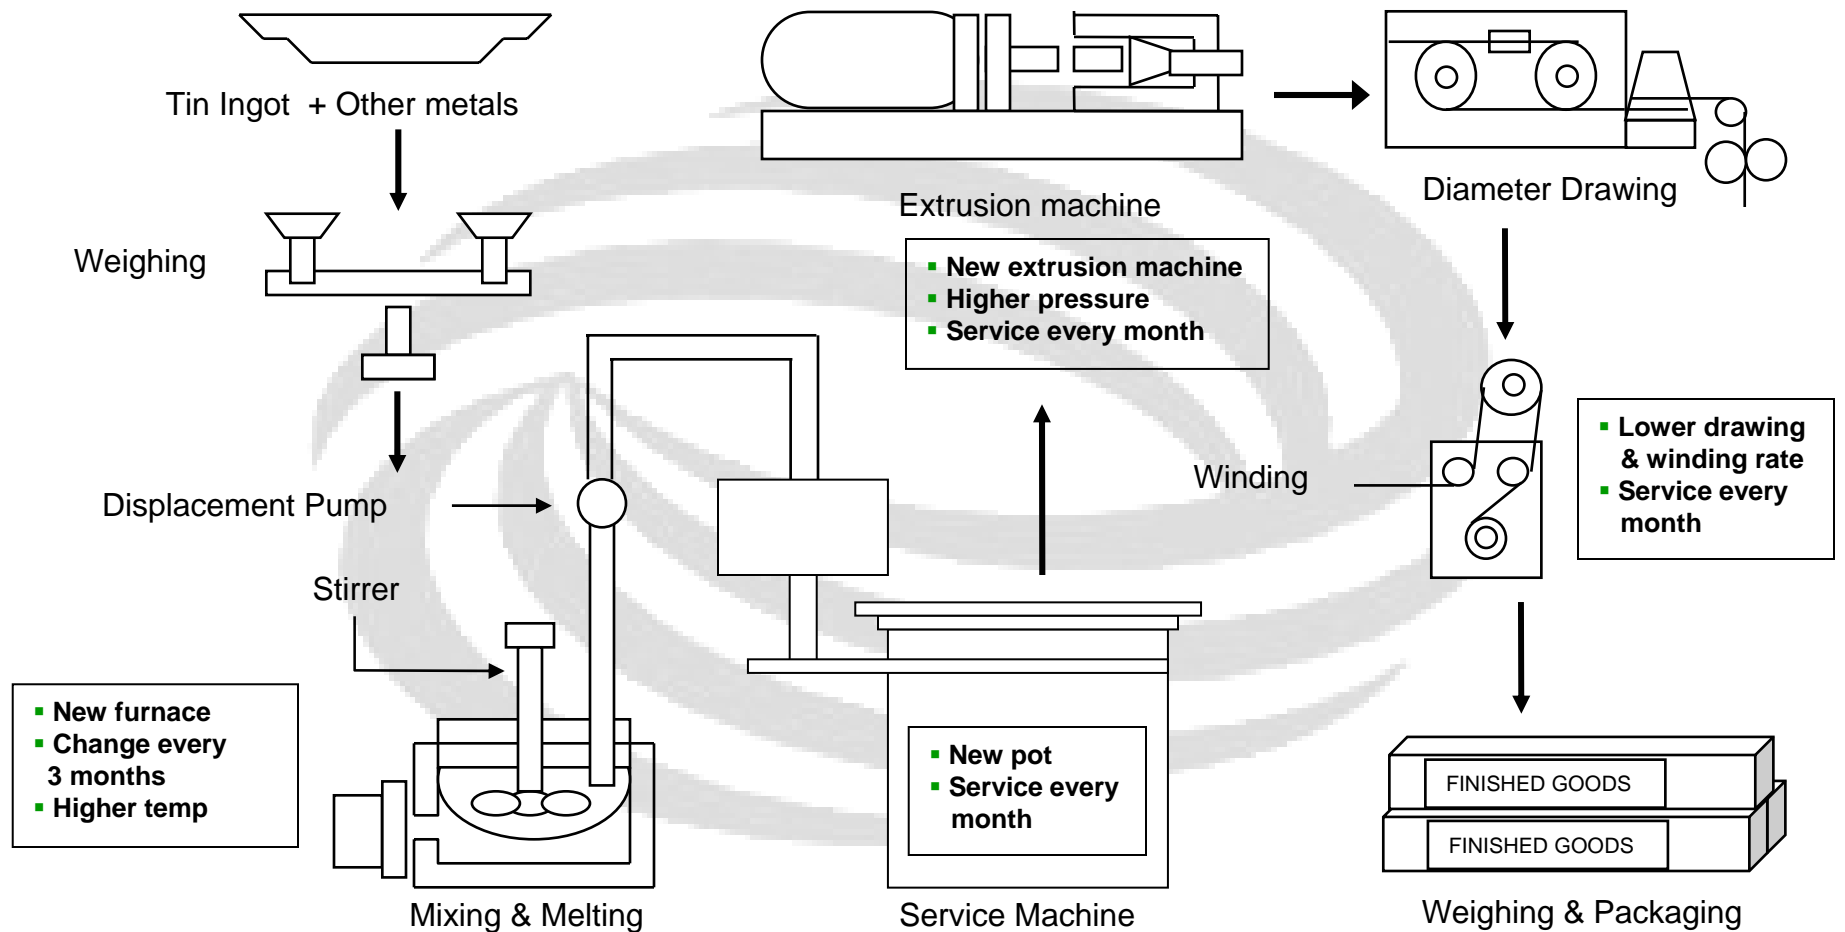 Tin Ingot + Other metals
Weighing
Displacement Pump
Stirrer
▪ New furnace
▪ Change every
3 months
▪ Higher temp
Mixing & Melting
▪ New pot
▪ Service every
month
Service Machine
Extrusion machine
▪ New extrusion machine
▪ Higher pressure
▪ Service every month
Diameter Drawing
Winding
▪ Lower drawing
& winding rate
▪ Service every
month
FINISHED GOODS
FINISHED GOODS
Weighing & Packaging